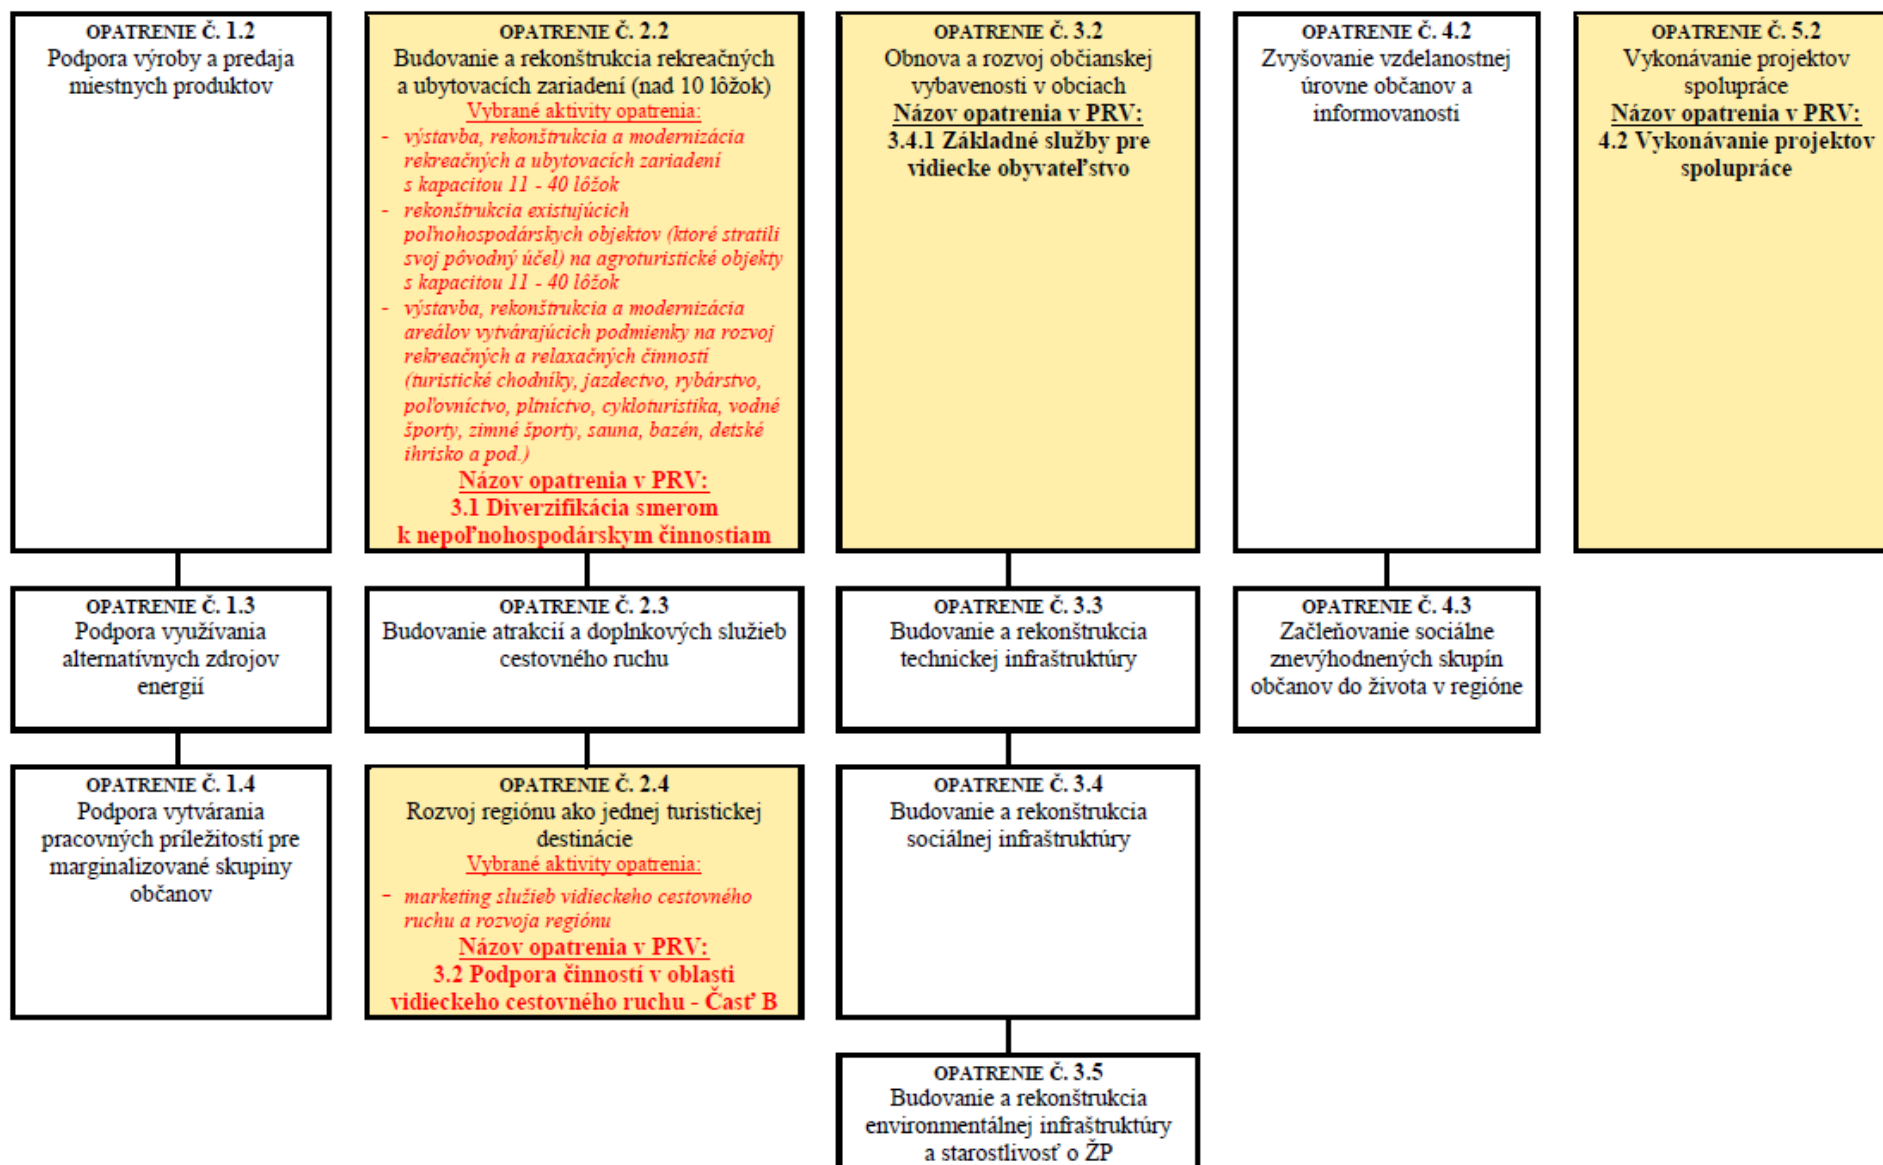 OPATRENIE Č. 1.2
Podpora výroby a predaja
miestnych produktov
OPATRENIE Č. 2.2
Budovanie a rekonštrukcia rekreačných
a ubytovacích zariadení (nad 10 lôžok)
Vybrané aktivity opatrenia:
- výstavba, rekonštrukcia a modernizácia
rekreačných a ubytovacích zariadení
s kapacitou 11 - 40 lôžok
- rekonštrukcia existujúcich
poľnohospodárskych objektov (ktoré stratili
svoj pôvodný účel) na agroturistické objekty
s kapacitou 11 - 40 lôžok
- výstavba, rekonštrukcia a modernizácia
areálov vytvárajúcich podmienky na rozvoj
rekreačných a relaxačných činností
(turistické chodníky, jazdectvo, rybárstvo,
poľovníctvo, pltníctvo, cykloturistika, vodné
športy, zimné športy, sauna, bazén, detské
ihrisko a pod.)
Názov opatrenia v PRV:
3.1 Diverzifikácia smerom
k nepoľnohospodárskym činnostiam
OPATRENIE Č. 3.2
Obnova a rozvoj občianskej
vybavenosti v obciach
Názov opatrenia v PRV:
3.4.1 Základné služby pre
vidiecke obyvateľstvo
OPATRENIE Č. 4.2
Zvyšovanie vzdelanostnej
úrovne občanov a
informovanosti
OPATRENIE Č. 5.2
Vykonávanie projektov
spolupráce
Názov opatrenia v PRV:
4.2 Vykonávanie projektov
spolupráce
OPATRENIE Č. 1.3
Podpora využívania
alternatívnych zdrojov
energií
OPATRENIE Č. 2.3
Budovanie atrakcií a doplnkových služieb
cestovného ruchu
OPATRENIE Č. 3.3
Budovanie a rekonštrukcia
technickej infraštruktúry
OPATRENIE Č. 4.3
Začleňovanie sociálne
znevýhodnených skupín
občanov do života v regióne
OPATRENIE Č. 1.4
Podpora vytvárania
pracovných príležitostí pre
marginalizované skupiny
občanov
OPATRENIE Č. 2.4
Rozvoj regiónu ako jednej turistickej
destinácie
Vybrané aktivity opatrenia:
- marketing služieb vidieckeho cestovného
ruchu a rozvoja regiónu
Názov opatrenia v PRV:
3.2 Podpora činností v oblasti
vidieckeho cestovného ruchu - Časť B
OPATRENIE Č. 3.4
Budovanie a rekonštrukcia
sociálnej infraštruktúry
OPATRENIE Č. 3.5
Budovanie a rekonštrukcia
environmentálnej infraštruktúry
a starostlivosť o ŽP